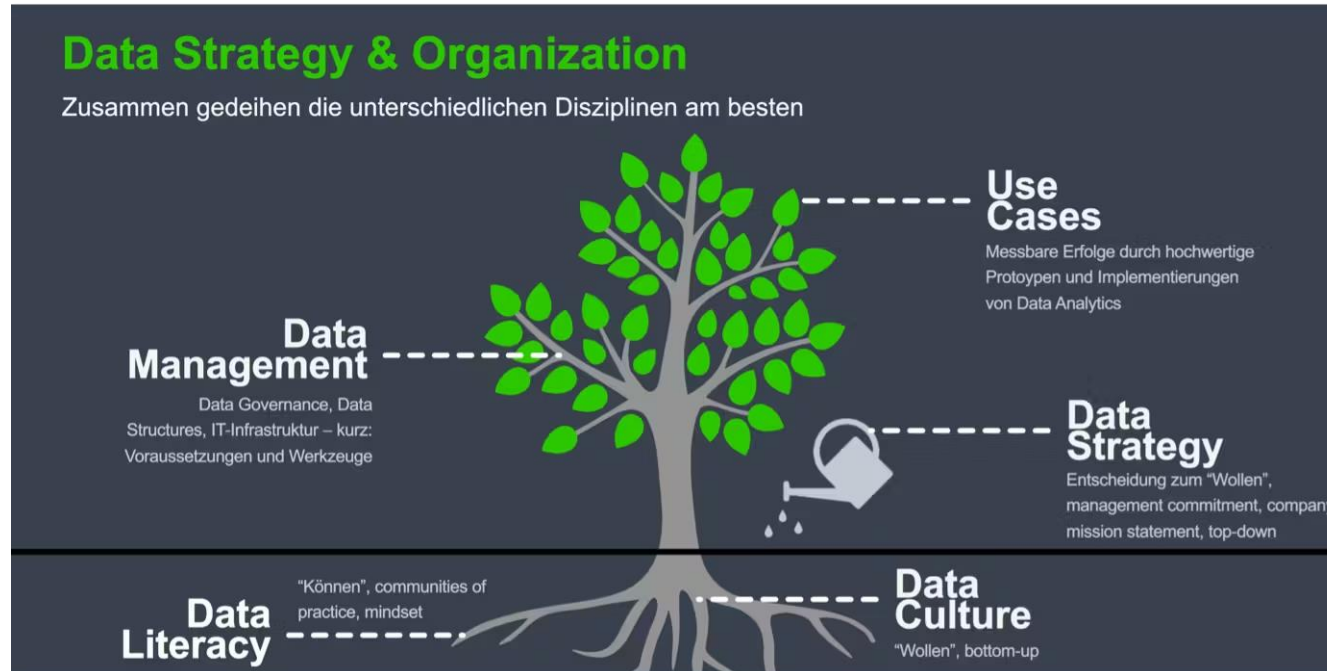 Data Strategy & Organization
Zusammen gedeihen die unterschiedlichen Disziplinen am besten
Use
Cases
Messbare Erfolge durch hochwertige
Protoypen und Implementierungen
von Data Analytics
Data
Management
Data Governance, Data
Structures, IT-Infrastruktur – kurz:
Voraussetzungen und Werkzeuge
Data
Strategy
Entscheidung zum “Wollen”,
management commitment, company
mission statement, top-down
Data
Literacy
“Können”, communities of
practice, mindset
Data
Culture
“Wollen”, bottom-up